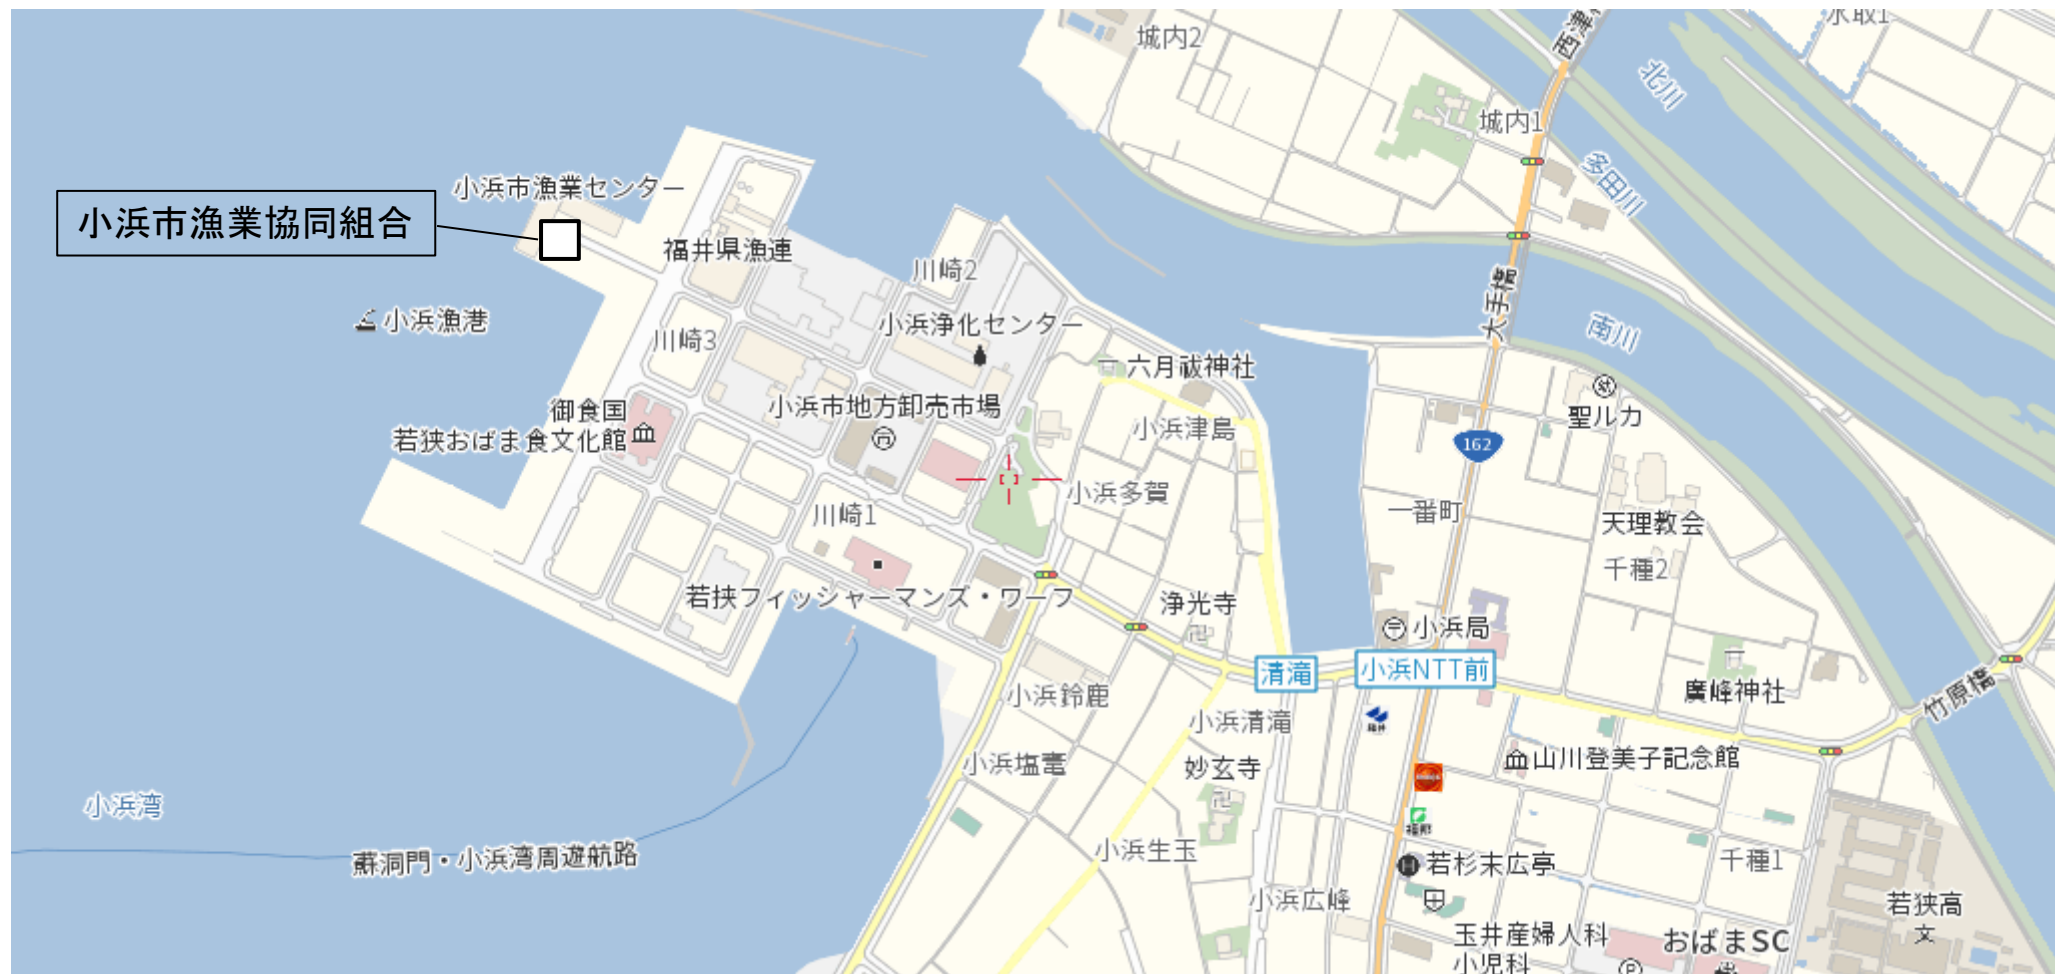 城内2
西津
水取1
北川
城内1
多田川
小浜市漁業センター
小浜市漁業協同組合
福井県漁連
川崎2
大手橋
小浜漁港
川崎3
小浜浄化センター
南川
六月祓神社
御食国
若狭おばま食文化館
小浜市地方卸売市場
小浜津島
聖ルカ
162
小浜多賀
川崎1
一番町
天理教会
千種2
若狭フィッシャーマンズ・ワーフ
浄光寺
小浜局
清滝
小浜NTT前
小浜鈴鹿
廣峰神社
竹原橋
小浜清滝
小浜塩竃
妙玄寺
山川登美子記念館
小浜湾
蘇洞門・小浜湾周遊航路
小浜生玉
若杉末広亭
千種1
小浜広峰
若狭高
文
玉井産婦人科
小児科
おばまSC
P